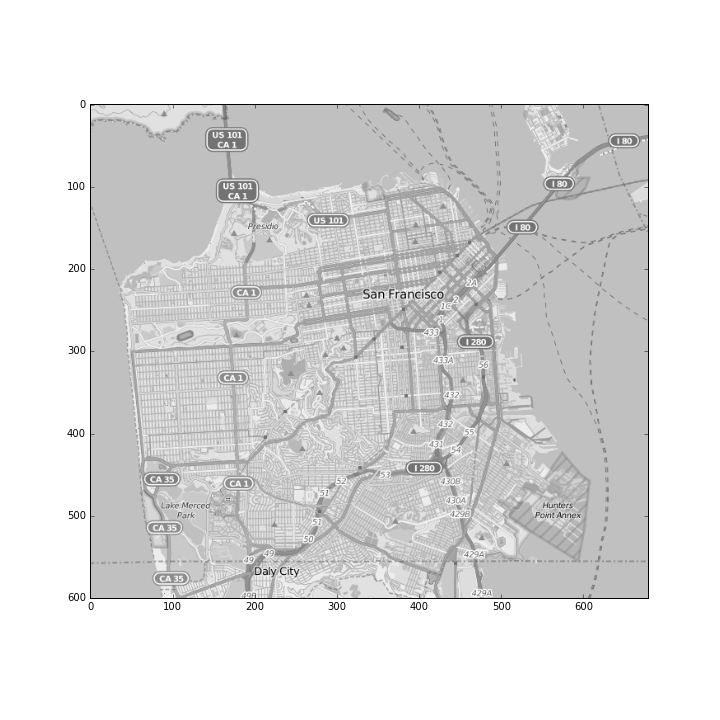 0
100
200
300
400
500
600
US 101
CA 1
I 80
US 101
CA 1
I 80
US 101
Presidio
I 80
2A
CA 1
San Francisco
2
1C
1
433
I 280
433A
56
CA 1
432
432
55
431
54
I 280
53
CA 35
52
430B
CA 1
51
430A
Lake Merced
Park
Hunters
Point Annex
429B
51
CA 35
50
49
429A
49
Daly City
CA 35
49B
429A
0
100
200
300
400
500
600